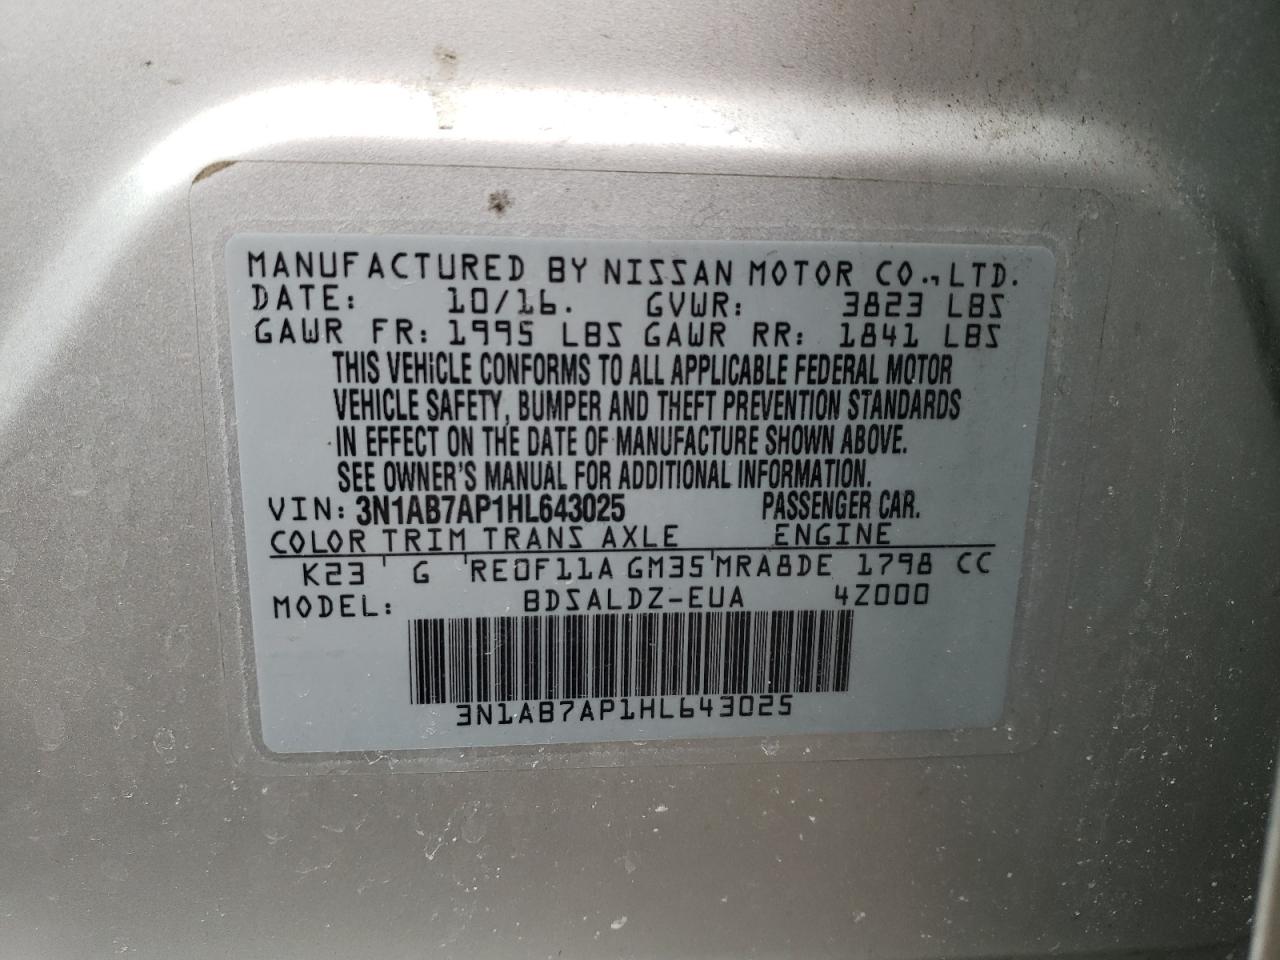 MANUFACTURED BY NISSAN MOTOR CO., LTD.
DATE: 10/16. GVWR: 3823 LBS
GAWR FR: 1995 LBS GAWR RR: 1841 LBS
THIS VEHICLE CONFORMS TO ALL APPLICABLE FEDERAL MOTOR
VEHICLE SAFETY, BUMPER AND THEFT PREVENTION STANDARDS
IN EFFECT ON THE DATE OF MANUFACTURE SHOWN ABOVE.
SEE OWNER'S MANUAL FOR ADDITIONAL INFORMATION.
VIN: 3N1AB7AP1HL643025 PASSENGER CAR.
COLOR TRIM TRANS AXLE ENGINE
K23 ' G ' RE0F11A GM35 ' MRA8DE 1798 CC
MODEL: BDSALDZ-EUA 4Z000
3N1AB7AP1HL643025